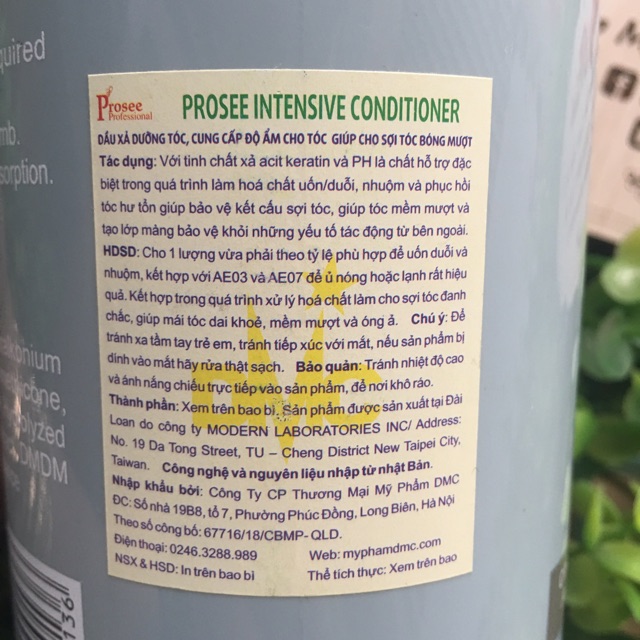 Prosee
Professional
PROSEE INTENSIVE CONDITIONER
DẦU XẢ DƯỠNG TÓC, CUNG CẤP ĐỘ ẨM CHO TÓC GIÚP CHO SỢI TÓC BÓNG MƯỢT
Tác dụng: Với tinh chất xả acit keratin và PH là chất hỗ trợ đặc
biệt trong quá trình làm hoá chất uốn/duỗi, nhuộm và phục hồi
tóc hư tổn giúp bảo vệ kết cấu sợi tóc, giúp tóc mềm mượt và
tạo lớp màng bảo vệ khỏi những yếu tố tác động từ bên ngoài.
HDSD: Cho 1 lượng vừa phải theo tỷ lệ phù hợp để uốn duỗi và
nhuộm, kết hợp với AE03 và AE07 để ủ nóng hoặc lạnh rất hiệu
quả. Kết hợp trong quá trình xử lý hoá chất làm cho sợi tóc đanh
chắc, giúp mái tóc dai khoẻ, mềm mượt và óng ả. Chú ý: Để
tránh xa tầm tay trẻ em, tránh tiếp xúc với mắt, nếu sản phẩm bị
dính vào mắt hãy rửa thật sạch. Bảo quản: Tránh nhiệt độ cao
và ánh nắng chiếu trực tiếp vào sản phẩm, để nơi khô ráo.
Thành phần: Xem trên bao bì. Sản phẩm được sản xuất tại Đài
Loan do công ty MODERN LABORATORIES INC/ Address:
No. 19 Da Tong Street, TU – Cheng District New Taipei City,
Taiwan. Công nghệ và nguyên liệu nhập từ nhật Bản.
Nhập khẩu bởi: Công Ty CP Thương Mại Mỹ Phẩm DMC
ĐC: Số nhà 19B8, tổ 7, Phường Phúc Đồng, Long Biên, Hà Nội
Theo số công bố: 67716/18/CBMP- QLD.
Điện thoại: 0246.3288.989 Web: myphamdmc.com
NSX & HSD: In trên bao bì Thể tích thực: Xem trên bao